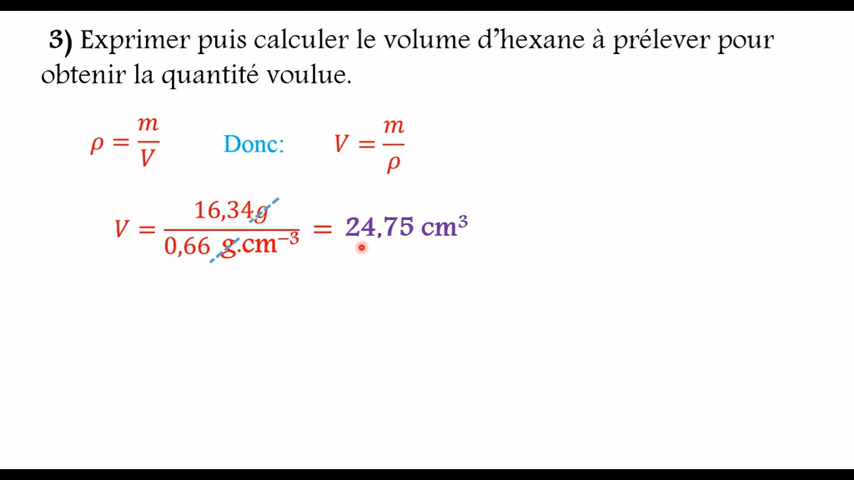 3) Exprimer puis calculer le volume d’hexane à prélever pour
obtenir la quantité voulue.
ρ = m/V Donc: V = m/ρ
V = 16,34g / 0,66 g.cm⁻³ = 24,75 cm³